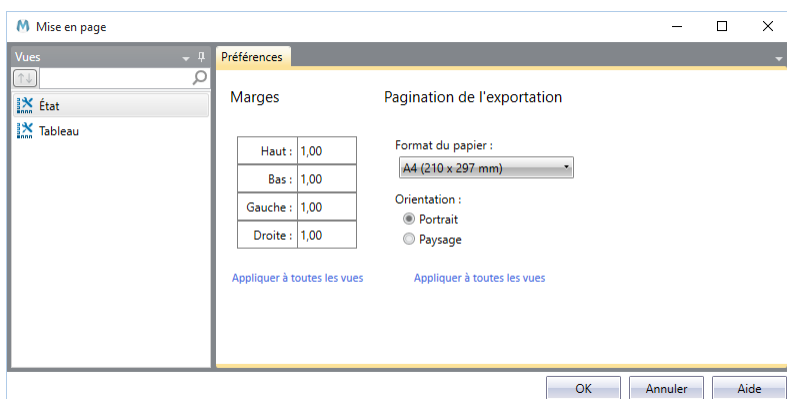 Mise en page
Vues
Préférences
État
Tableau
Marges
Pagination de l'exportation
Haut : 1,00
Bas : 1,00
Gauche : 1,00
Droite : 1,00
Format du papier :
A4 (210 x 297 mm)
Orientation :
Portrait
Paysage
Appliquer à toutes les vues
Appliquer à toutes les vues
OK
Annuler
Aide